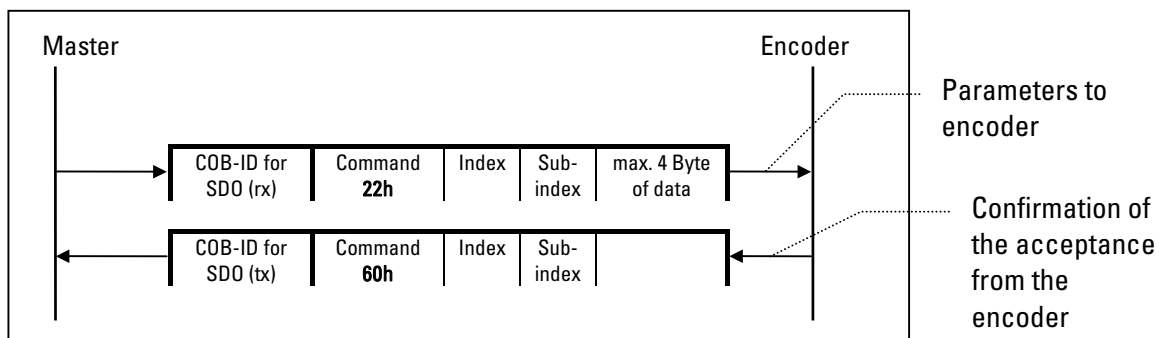 Master
Encoder
Parameters to
encoder
COB-ID for
SDO (rx)
Command
22h
Index
Sub-
index
max. 4 Byte
of data
Confirmation of
the acceptance
from the
encoder
COB-ID for
SDO (tx)
Command
60h
Index
Sub-
index